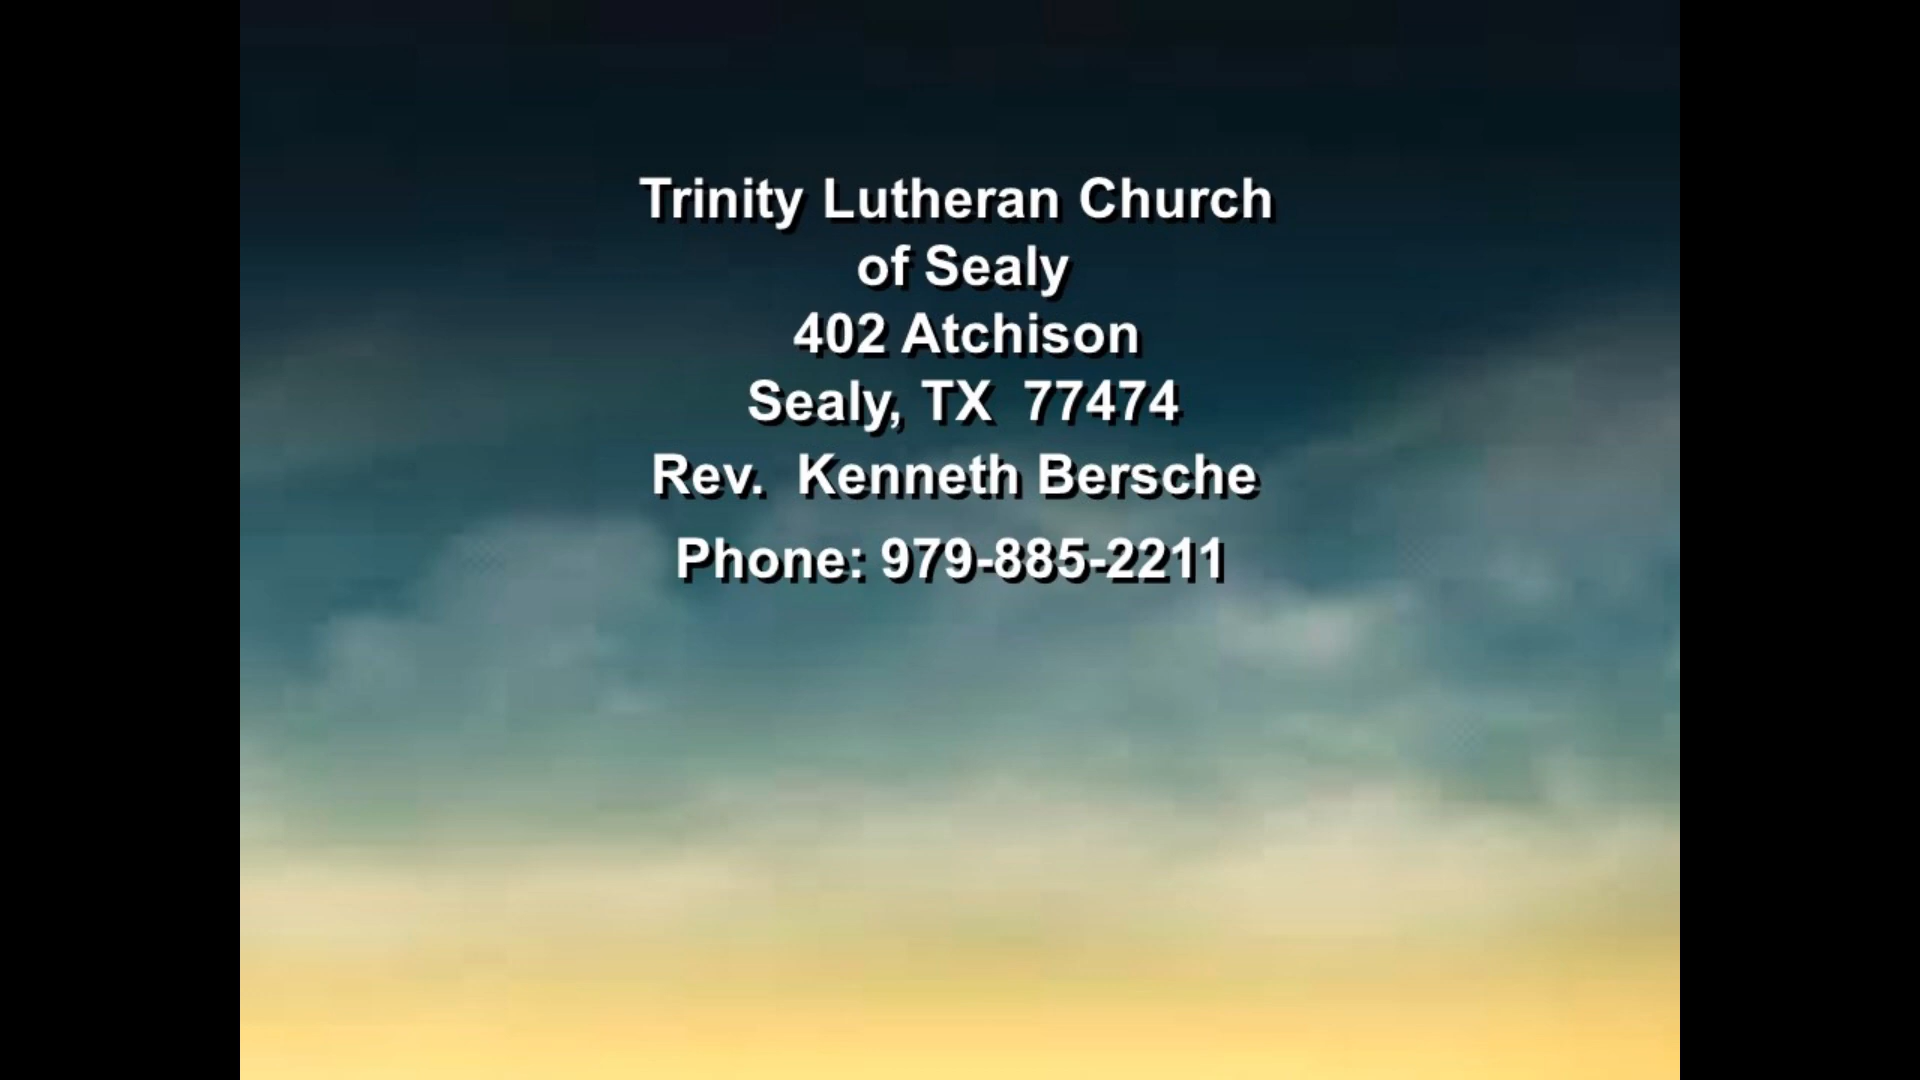 Trinity Lutheran Church
of Sealy
402 Atchison
Sealy, TX  77474
Rev.  Kenneth Bersche
Phone: 979-885-2211